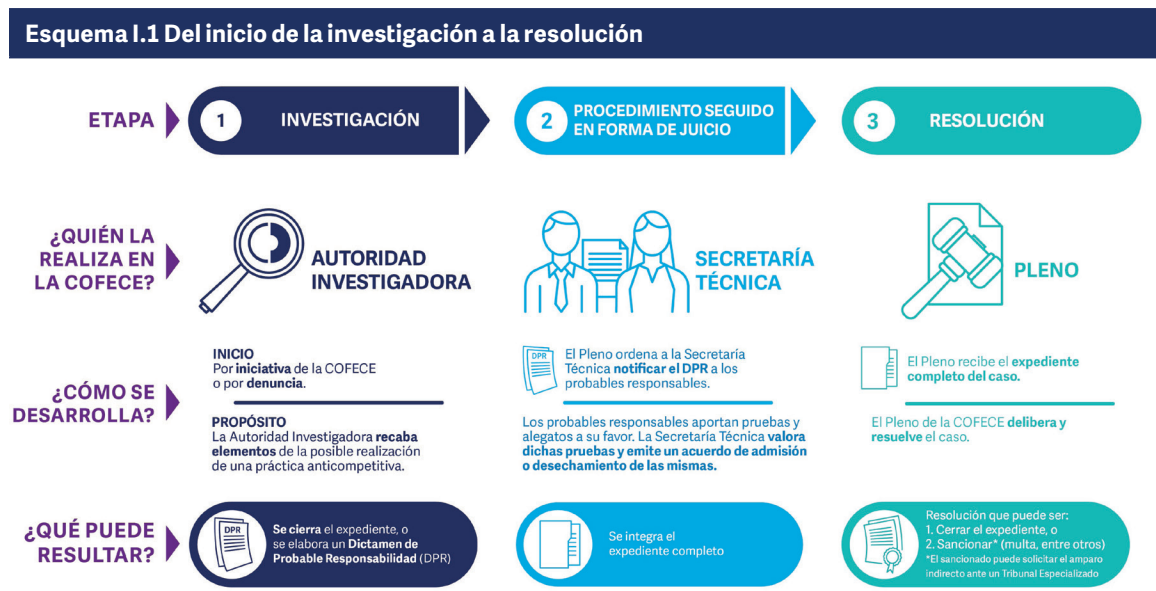 Esquema I.1 Del inicio de la investigación a la resolución
ETAPA
1
INVESTIGACIÓN
2
PROCEDIMIENTO SEGUIDO
EN FORMA DE JUICIO
3
RESOLUCIÓN
¿QUIÉN LA
REALIZA EN
LA COFECE?
AUTORIDAD
INVESTIGADORA
SECRETARÍA
TÉCNICA
PLENO
¿CÓMO SE
DESARROLLA?
INICIO
Por iniciativa de la COFECE
o por denuncia.
PROPÓSITO
La Autoridad Investigadora recaba
elementos de la posible realización
de una práctica anticompetitiva.
DPR
El Pleno ordena a la Secretaría
Técnica notificar el DPR a los
probables responsables.
Los probables responsables aportan pruebas y
alegatos a su favor. La Secretaría Técnica valora
dichas pruebas y emite un acuerdo de admisión
o desechamiento de las mismas.
El Pleno recibe el expediente
completo del caso.
El Pleno de la COFECE delibera y
resuelve el caso.
¿QUÉ PUEDE
RESULTAR?
DPR
Se cierra el expediente, o
se elabora un Dictamen de
Probable Responsabilidad (DPR)
Se integra el
expediente completo
Resolución que puede ser:
1. Cerrar el expediente, o
2. Sancionar* (multa, entre otros)
*El sancionado puede solicitar el amparo
indirecto ante un Tribunal Especializado